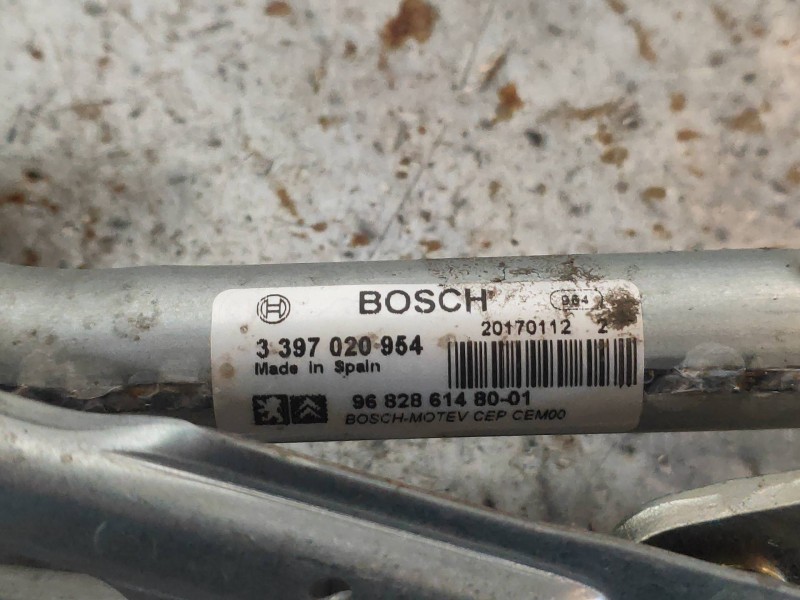 BOSCH
954
20170112 2
3 397 020 954
Made in Spain
96 828 614 80-01
BOSCH-MOTEV CEP CEM00